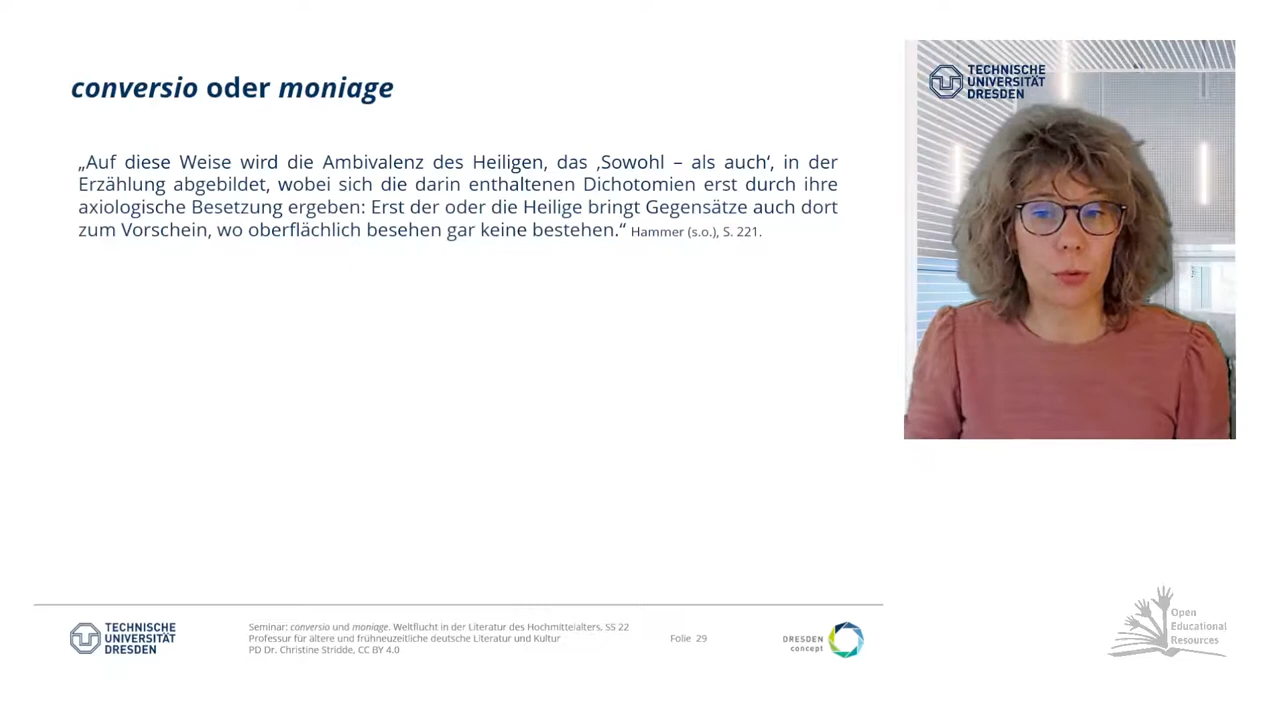 conversio oder moniage
„Auf diese Weise wird die Ambivalenz des Heiligen, das ‚Sowohl – als auch‘, in der
Erzählung abgebildet, wobei sich die darin enthaltenen Dichotomien erst durch ihre
axiologische Besetzung ergeben: Erst der oder die Heilige bringt Gegensätze auch dort
zum Vorschein, wo oberflächlich besehen gar keine bestehen.“ Hammer (s.o.), S. 221.
TECHNISCHE
UNIVERSITÄT
DRESDEN
TECHNISCHE
UNIVERSITÄT
DRESDEN
Seminar: conversio und moniage. Weltflucht in der Literatur des Hochmittelalters, SS 22
Professur für ältere und frühneuzeitliche deutsche Literatur und Kultur
PD Dr. Christine Stridde, CC BY 4.0
Folie 29
DRESDEN
concept
Open
Educational
Resources